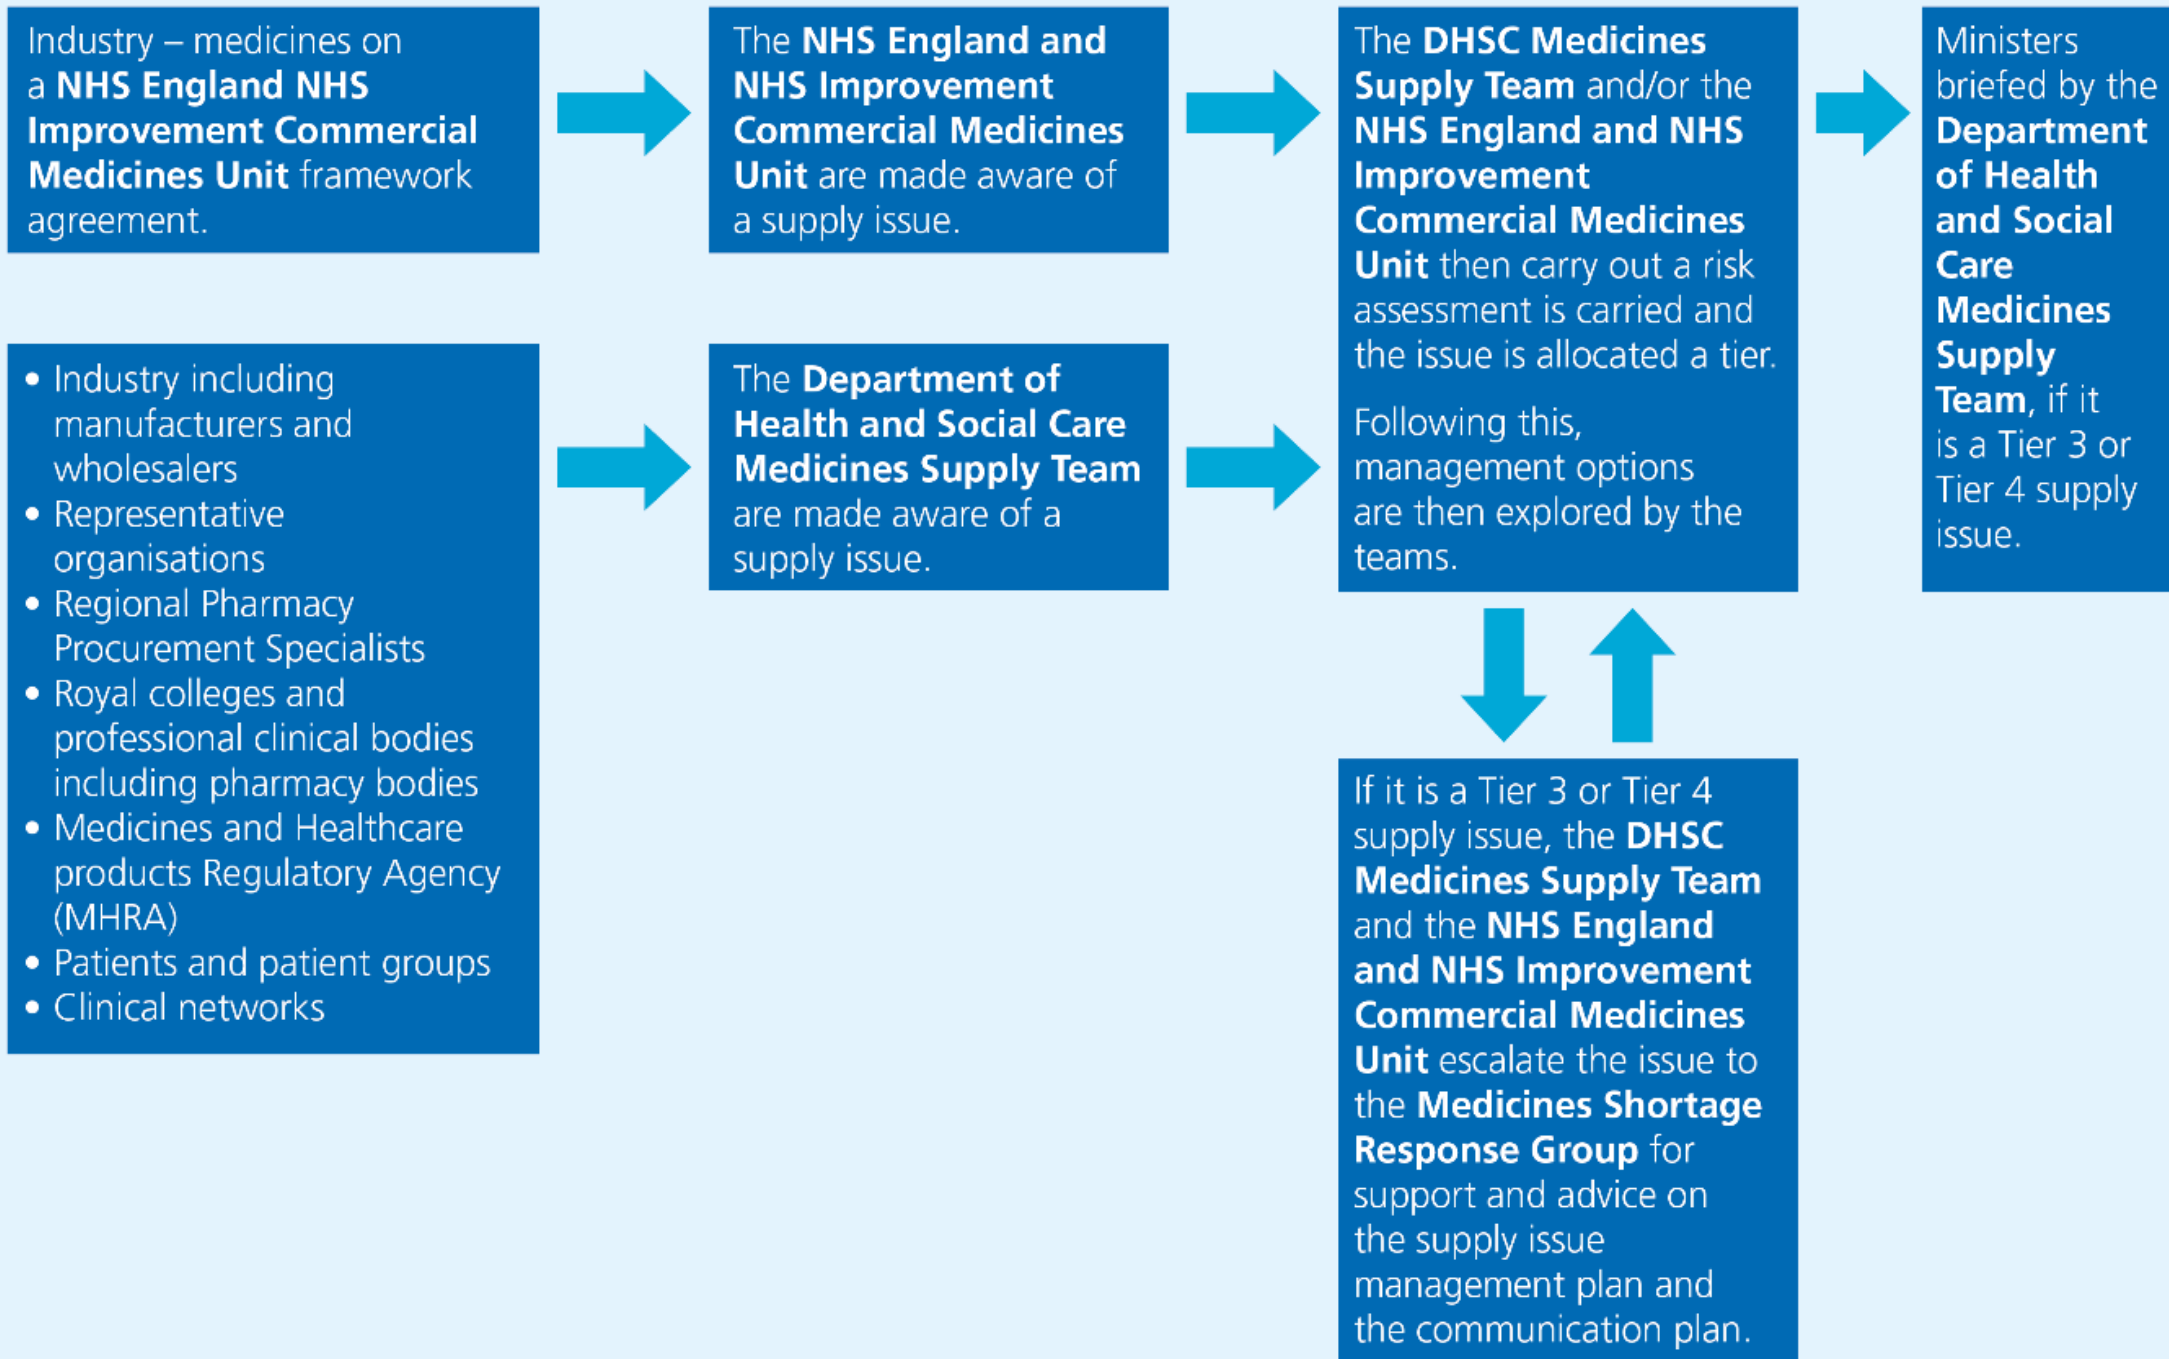 Industry – medicines on
a NHS England NHS
Improvement Commercial
Medicines Unit framework
agreement.
The NHS England and
NHS Improvement
Commercial Medicines
Unit are made aware of
a supply issue.
The DHSC Medicines
Supply Team and/or the
NHS England and NHS
Improvement
Commercial Medicines
Unit then carry out a risk
assessment is carried and
the issue is allocated a tier.
Following this,
management options
are then explored by the
teams.
Ministers
briefed by the
Department
of Health
and Social
Care
Medicines
Supply
Team, if it
is a Tier 3 or
Tier 4 supply
issue.
• Industry including
manufacturers and
wholesalers
• Representative
organisations
• Regional Pharmacy
Procurement Specialists
• Royal colleges and
professional clinical bodies
including pharmacy bodies
• Medicines and Healthcare
products Regulatory Agency
(MHRA)
• Patients and patient groups
• Clinical networks
The Department of
Health and Social Care
Medicines Supply Team
are made aware of a
supply issue.
If it is a Tier 3 or Tier 4
supply issue, the DHSC
Medicines Supply Team
and the NHS England
and NHS Improvement
Commercial Medicines
Unit escalate the issue to
the Medicines Shortage
Response Group for
support and advice on
the supply issue
management plan and
the communication plan.